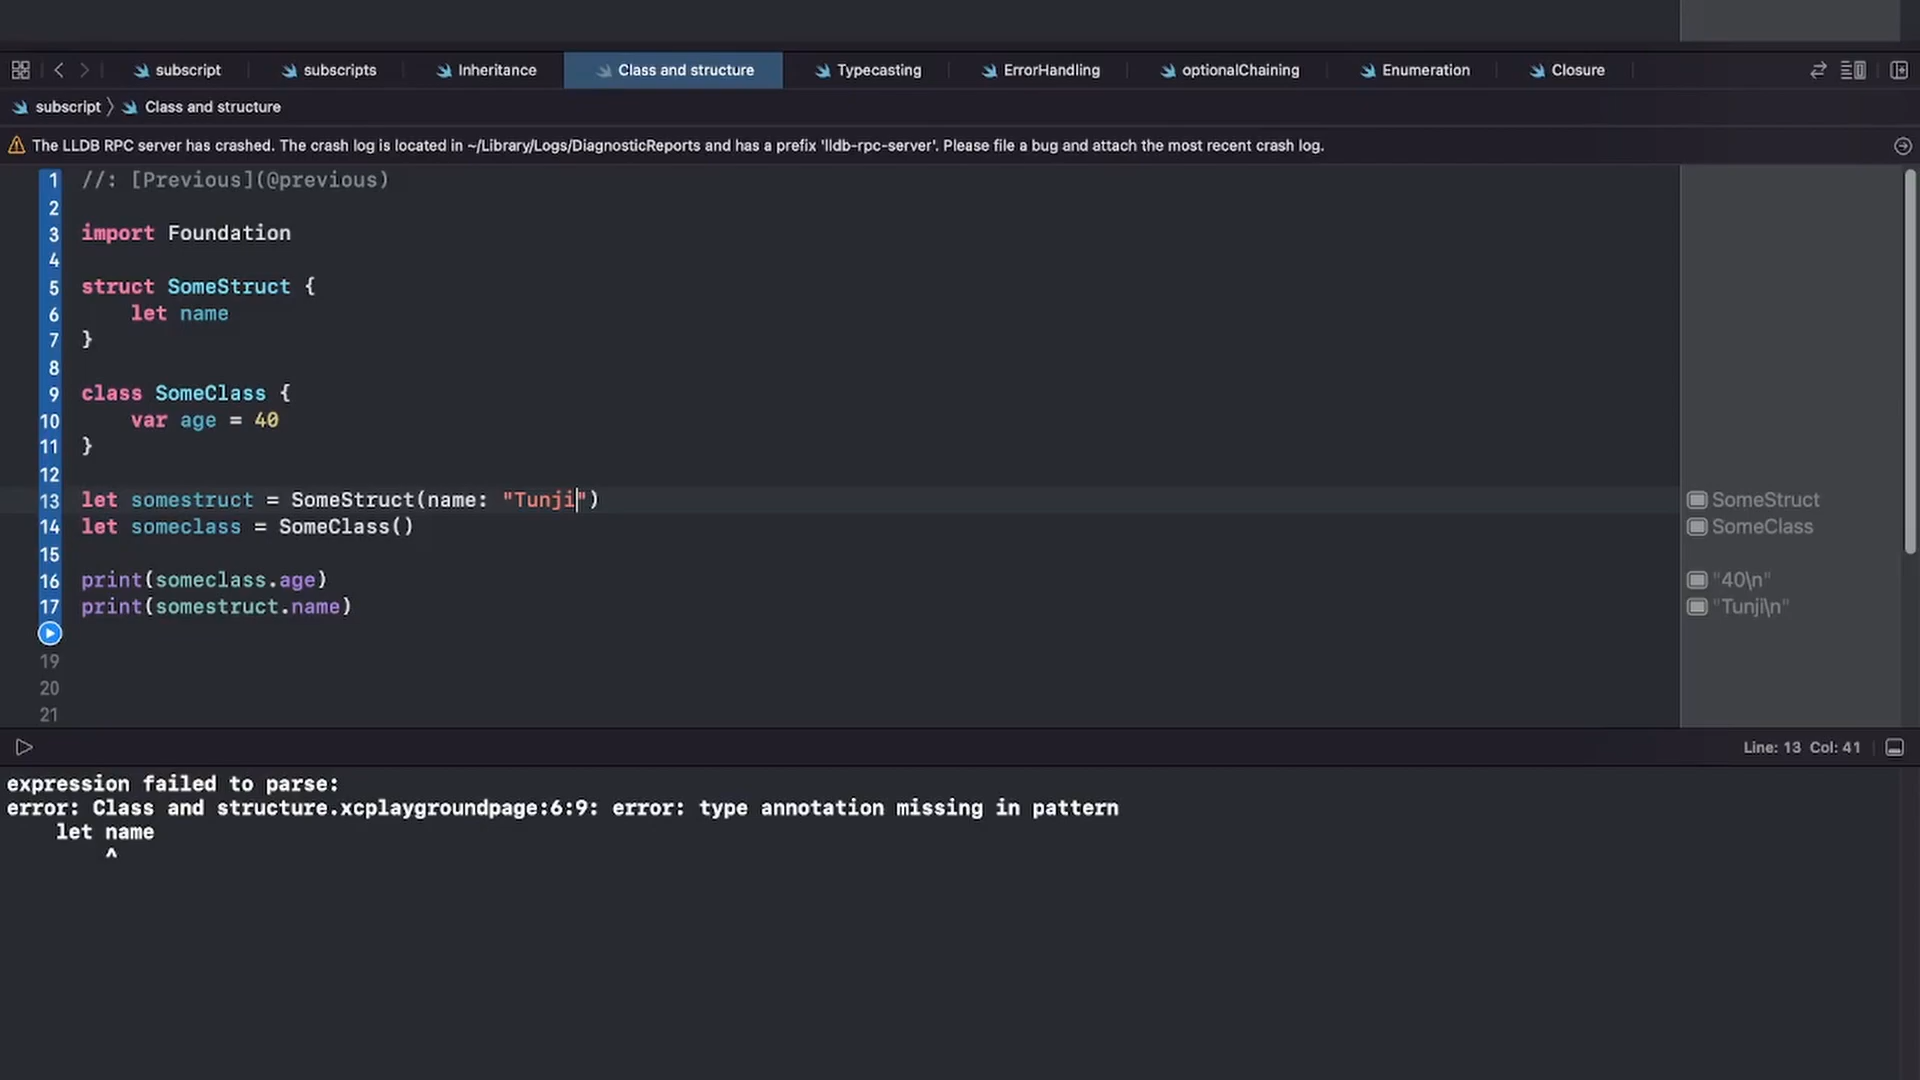 subscript subscripts Inheritance Class and structure Typecasting ErrorHandling optionalChaining Enumeration Closure
subscript 〉 Class and structure
The LLDB RPC server has crashed. The crash log is located in ~/Library/Logs/DiagnosticReports and has a prefix 'lldb-rpc-server'. Please file a bug and attach the most recent crash log.
1 //: [Previous](@previous)
2
3 import Foundation
4
5 struct SomeStruct {
6     let name
7 }
8
9 class SomeClass {
10     var age = 40
11 }
12
13 let somestruct = SomeStruct(name: "Tunji") SomeStruct
14 let someclass = SomeClass() SomeClass
15
16 print(someclass.age) "40\n"
17 print(somestruct.name) "Tunji\n"
19
20
21
Line: 13 Col: 41
expression failed to parse:
error: Class and structure.xcplaygroundpage:6:9: error: type annotation missing in pattern
    let name
        ^